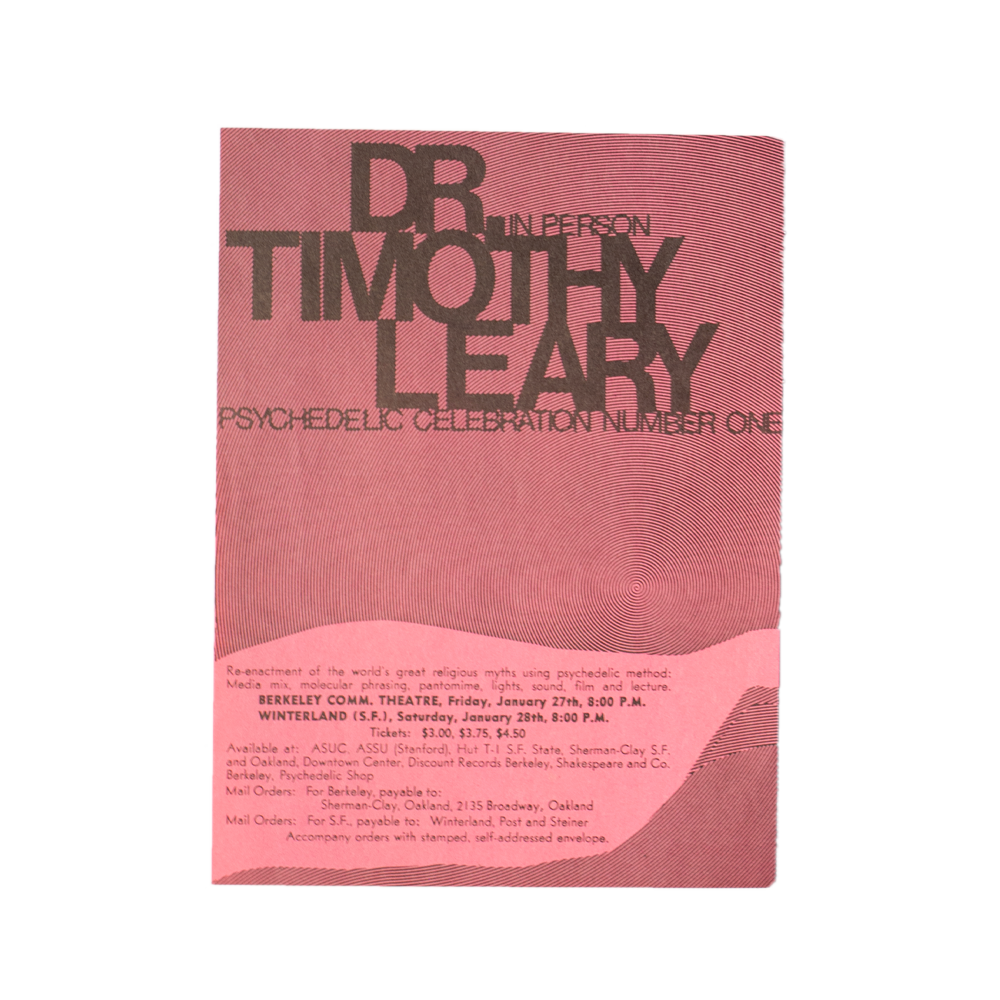 DR.
IN PERSON
TIMOTHY
LEARY
PSYCHEDELIC CELEBRATION NUMBER ONE
Re-enactment of the world's great religious myths using psychedelic method:
Media mix, molecular phrasing, pantomime, lights, sound, film and lecture.
BERKELEY COMM. THEATRE, Friday, January 27th, 8:00 P.M.
WINTERLAND (S.F.), Saturday, January 28th, 8:00 P.M.
Tickets: $3.00, $3.75, $4.50
Available at: ASUC, ASSU (Stanford), Hut T-1 S.F. State, Sherman-Clay S.F.
and Oakland, Downtown Center, Discount Records Berkeley, Shakespeare and Co.
Berkeley, Psychedelic Shop
Mail Orders: For Berkeley, payable to:
Sherman-Clay, Oakland, 2135 Broadway, Oakland
Mail Orders: For S.F., payable to: Winterland, Post and Steiner
Accompany orders with stamped, self-addressed envelope.